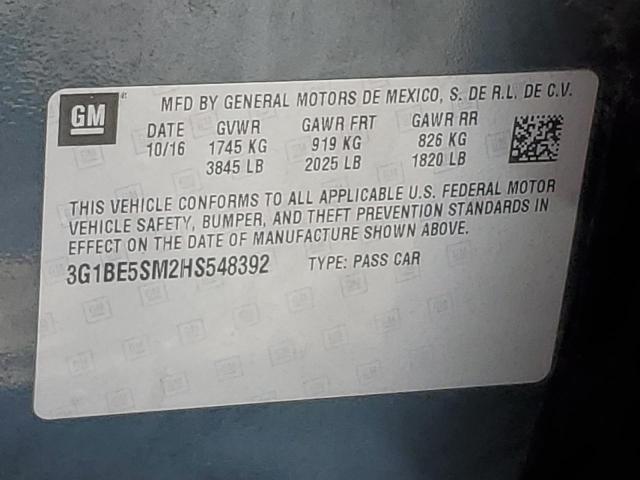 GM
MFD BY GENERAL MOTORS DE MEXICO, S. DE R.L. DE C.V.
DATE GVWR GAWR FRT GAWR RR
10/16 1745 KG 919 KG 826 KG
3845 LB 2025 LB 1820 LB
THIS VEHICLE CONFORMS TO ALL APPLICABLE U.S. FEDERAL MOTOR
VEHICLE SAFETY, BUMPER, AND THEFT PREVENTION STANDARDS IN
EFFECT ON THE DATE OF MANUFACTURE SHOWN ABOVE.
3G1BE5SM2HS548392 TYPE: PASS CAR